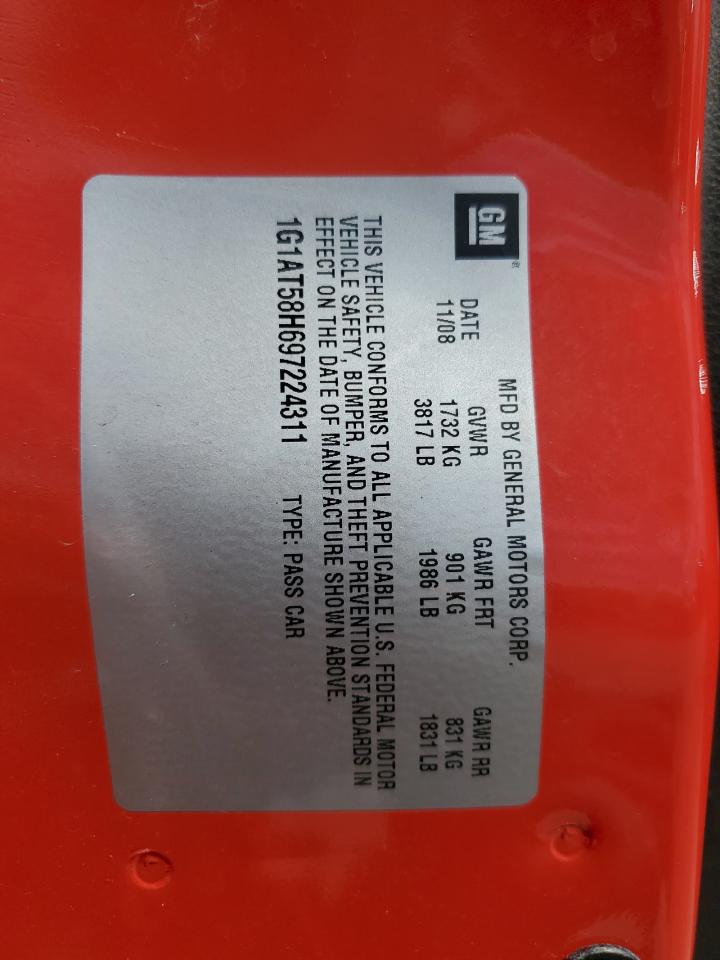 GM ®
MFD BY GENERAL MOTORS CORP.
DATE GVWR GAWR FRT GAWR RR
11/08 1732 KG 901 KG 831 KG
3817 LB 1986 LB 1831 LB
THIS VEHICLE CONFORMS TO ALL APPLICABLE U.S. FEDERAL MOTOR
VEHICLE SAFETY, BUMPER, AND THEFT PREVENTION STANDARDS IN
EFFECT ON THE DATE OF MANUFACTURE SHOWN ABOVE.
1G1AT58H697224311 TYPE: PASS CAR